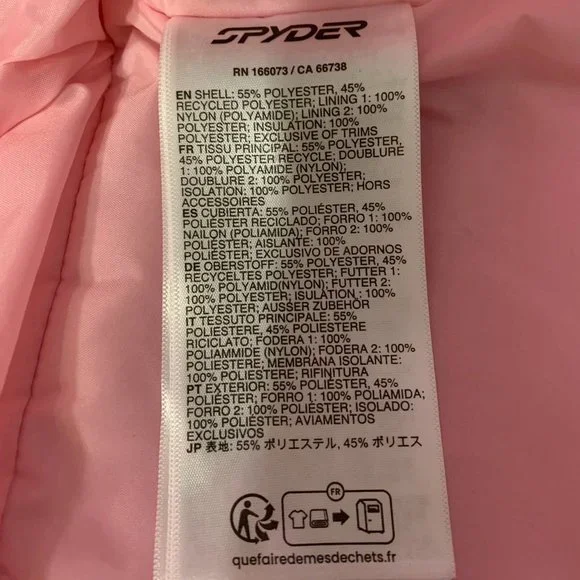 SPYDER
RN 166073 / CA 66738
EN SHELL: 55% POLYESTER, 45%
RECYCLED POLYESTER; LINING 1: 100%
NYLON (POLYAMIDE); LINING 2: 100%
POLYESTER; INSULATION: 100%
POLYESTER; EXCLUSIVE OF TRIMS
FR TISSU PRINCIPAL: 55% POLYESTER,
45% POLYESTER RECYCLE; DOUBLURE
1: 100% POLYAMIDE (NYLON);
DOUBLURE 2: 100% POLYESTER;
ISOLATION: 100% POLYESTER; HORS
ACCESSOIRES
ES CUBIERTA: 55% POLIÉSTER, 45%
POLIÉSTER RECICLADO; FORRO 1: 100%
NAILON (POLIAMIDA); FORRO 2: 100%
POLIÉSTER; AISLANTE: 100%
POLIÉSTER; EXCLUSIVO DE ADORNOS
DE OBERSTOFF: 55% POLYESTER, 45%
RECYCELTES POLYESTER; FUTTER 1:
100% POLYAMID(NYLON); FUTTER 2:
100% POLYESTER; ISULATION : 100%
POLYESTER; AUSSER ZUBEHÖR
IT TESSUTO PRINCIPALE: 55%
POLIESTERE, 45% POLIESTERE
RICICLATO; FODERA 1: 100%
POLIAMMIDE (NYLON); FODERA 2: 100%
POLIESTERE; MEMBRANA ISOLANTE:
100% POLIESTERE; RIFINITURA
PT EXTERIOR: 55% POLIÉSTER, 45%
POLIÉSTER; FORRO 1: 100% POLIAMIDA;
FORRO 2: 100% POLIÉSTER; ISOLADO:
100% POLIÉSTER; AVIAMENTOS
EXCLUSIVOS
JP 表地: 55% ポリエステル, 45% ポリエス
FR
quefairedemesdechets.fr